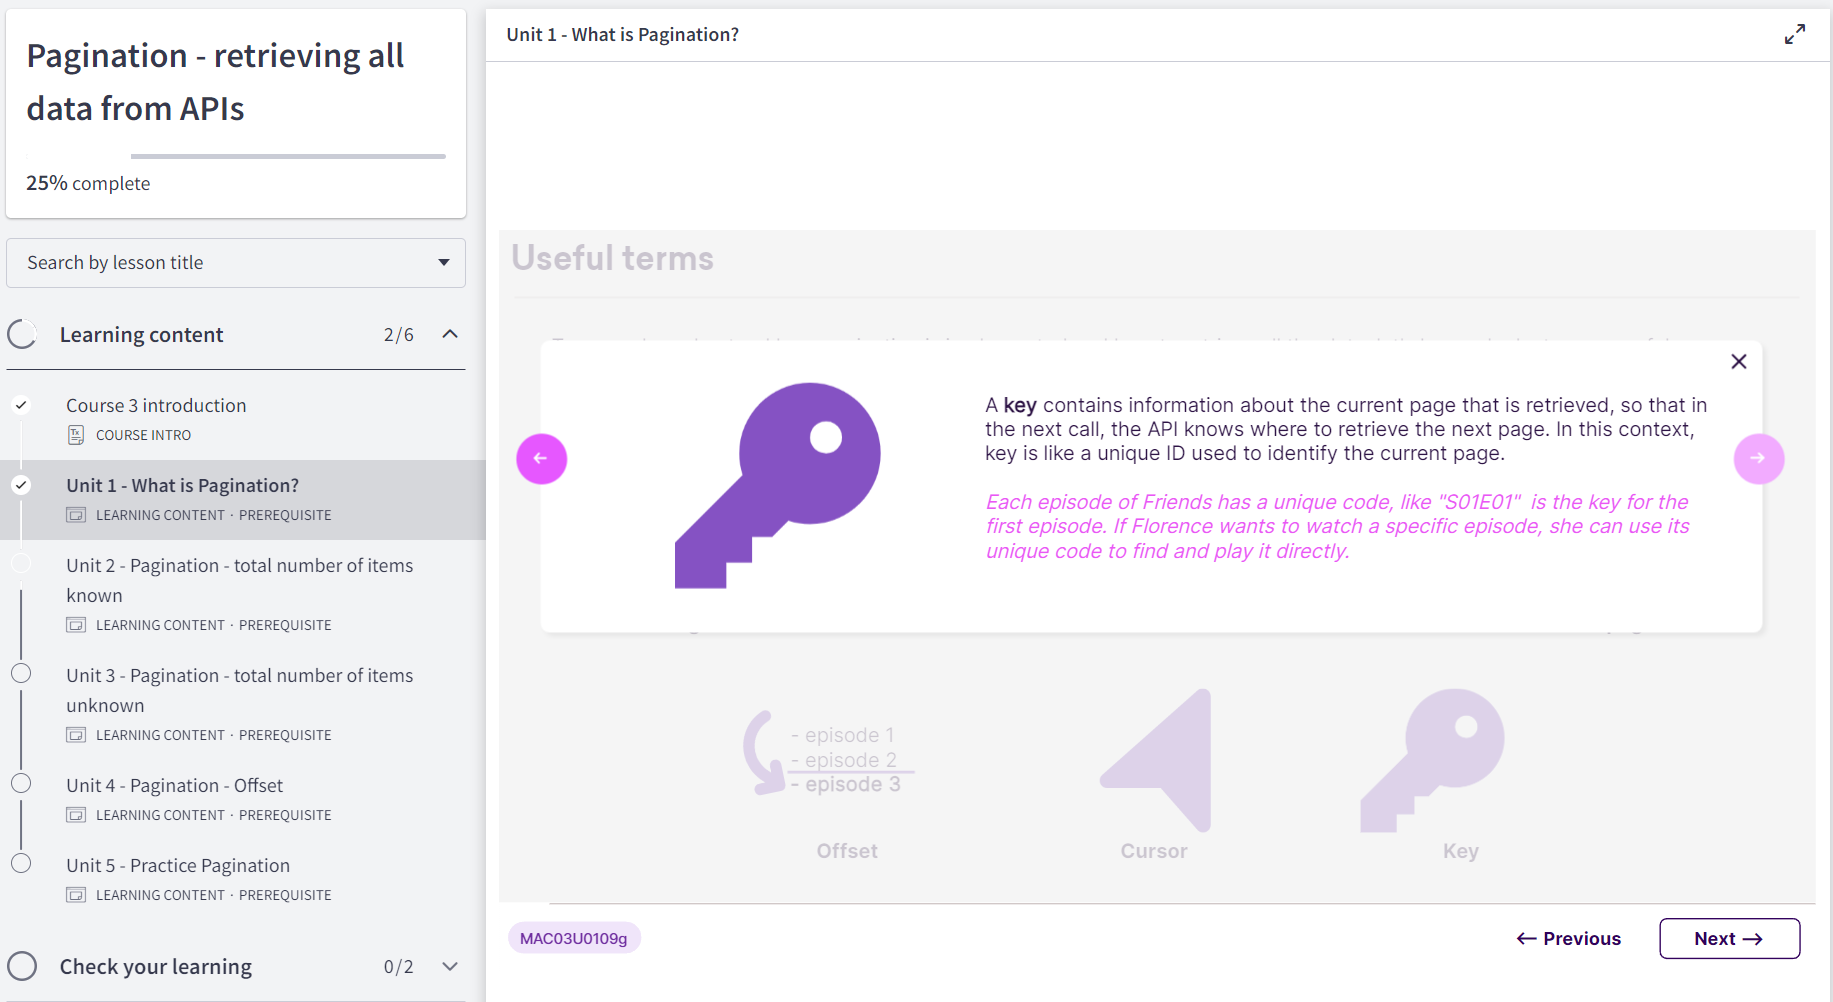 Pagination - retrieving all
data from APIs
25% complete
Search by lesson title
Learning content 2/6
Course 3 introduction
COURSE INTRO
Unit 1 - What is Pagination?
LEARNING CONTENT · PREREQUISITE
Unit 2 - Pagination - total number of items
known
LEARNING CONTENT · PREREQUISITE
Unit 3 - Pagination - total number of items
unknown
LEARNING CONTENT · PREREQUISITE
Unit 4 - Pagination - Offset
LEARNING CONTENT · PREREQUISITE
Unit 5 - Practice Pagination
LEARNING CONTENT · PREREQUISITE
Check your learning 0/2
Unit 1 - What is Pagination?
Useful terms
A key contains information about the current page that is retrieved, so that in
the next call, the API knows where to retrieve the next page. In this context,
key is like a unique ID used to identify the current page.
Each episode of Friends has a unique code, like "S01E01" is the key for the
first episode. If Florence wants to watch a specific episode, she can use its
unique code to find and play it directly.
- episode 1
- episode 2
- episode 3
Offset
Cursor
Key
MAC03U0109g
← Previous
Next →